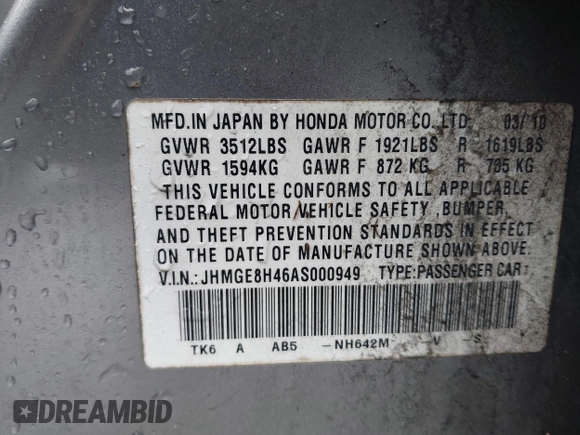 MFD.IN JAPAN BY HONDA MOTOR CO.,LTD. 03/10
GVWR 3512LBS GAWR F 1921LBS R 1619LBS
GVWR 1594KG GAWR F 872 KG R 735 KG
THIS VEHICLE CONFORMS TO ALL APPLICABLE
FEDERAL MOTOR VEHICLE SAFETY ,BUMPER,
AND THEFT PREVENTION STANDARDS IN EFFECT
ON THE DATE OF MANUFACTURE SHOWN ABOVE.
V.I.N.:JHMGE8H46AS000949 TYPE:PASSENGER CAR
TK6 A AB5 -NH642M -V -S V
DREAMBID